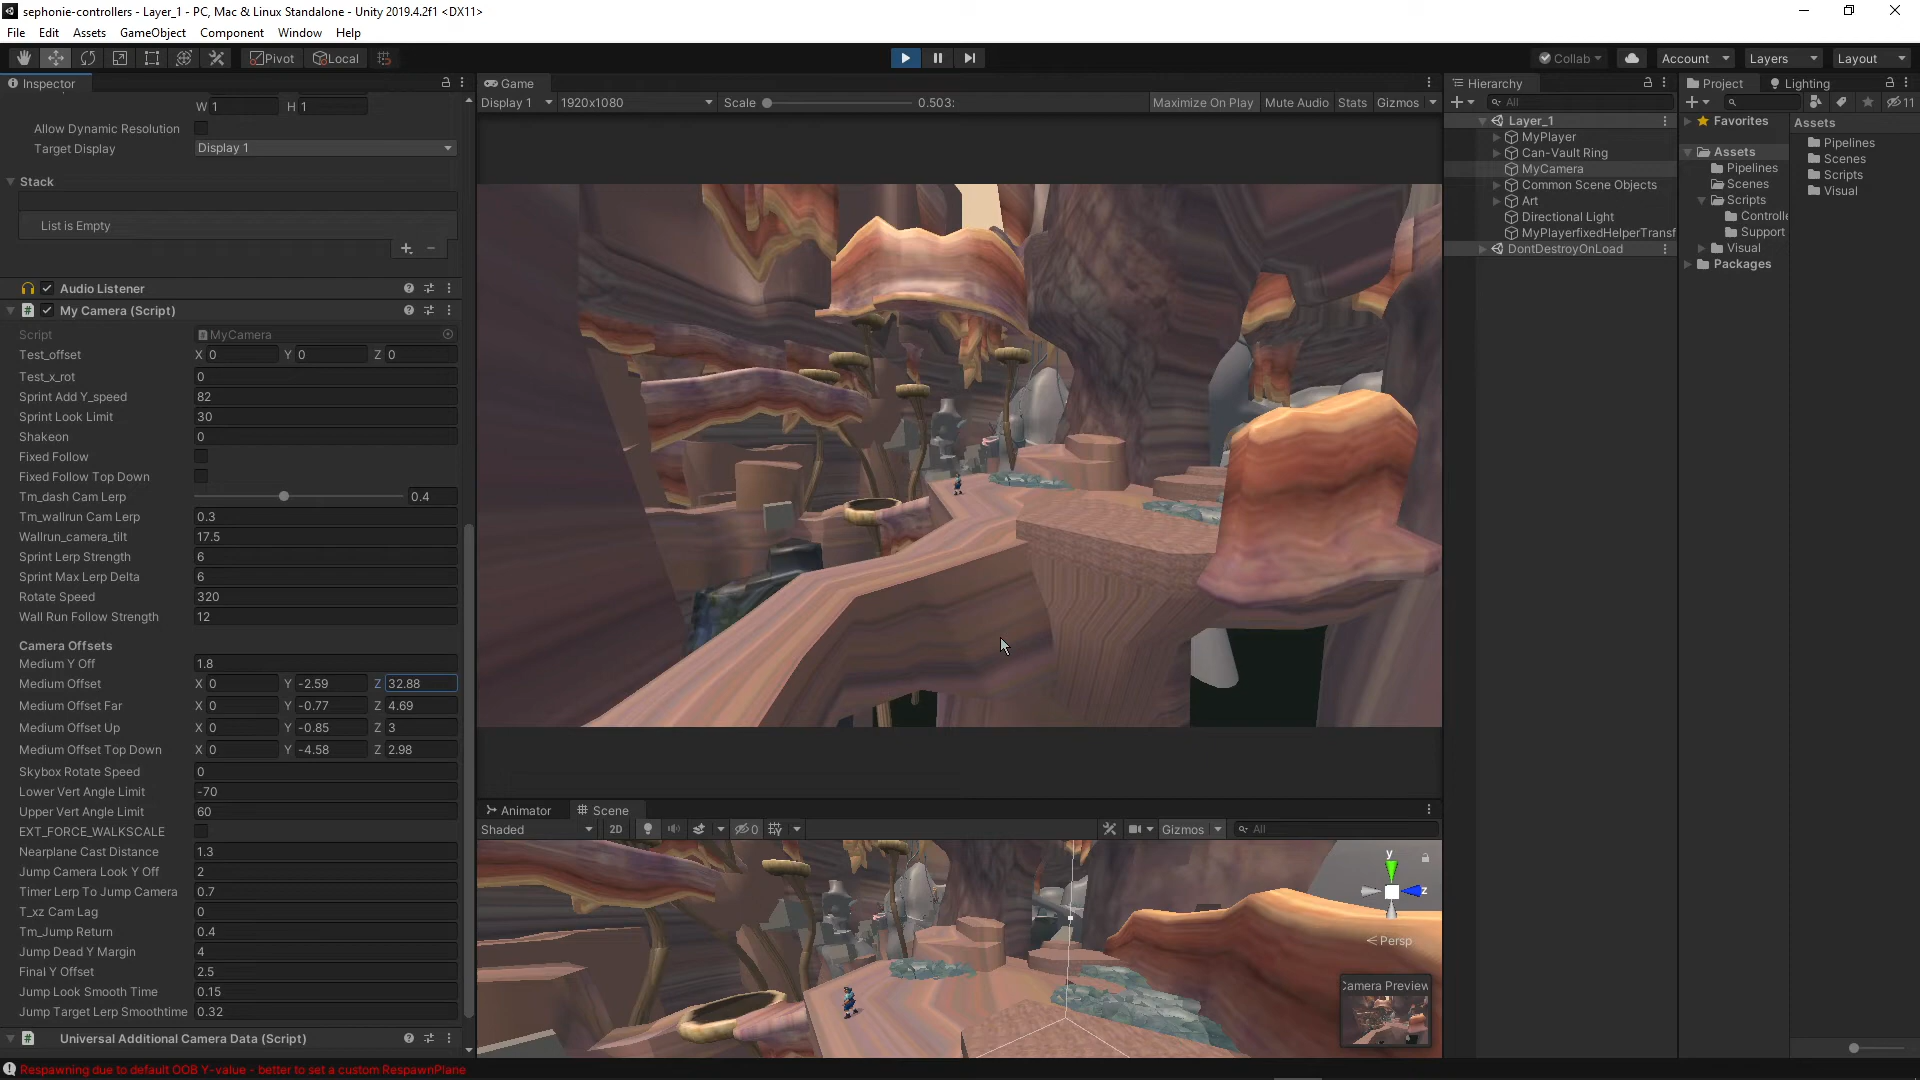 sephonie-controllers - Layer_1 - PC, Mac & Linux Standalone - Unity 2019.4.2f1 <DX11>
File Edit Assets GameObject Component Window Help
Pivot Local Collab Account Layers Layout
Inspector
W 1 H 1
Allow Dynamic Resolution
Target Display Display 1
Stack
List is Empty
Audio Listener
My Camera (Script)
Script MyCamera
Test_offset X 0 Y 0 Z 0
Test_x_rot 0
Sprint Add Y_speed 82
Sprint Look Limit 30
Shakeon 0
Fixed Follow
Fixed Follow Top Down
Tm_dash Cam Lerp 0.4
Tm_wallrun Cam Lerp 0.3
Wallrun_camera_tilt 17.5
Sprint Lerp Strength 6
Sprint Max Lerp Delta 6
Rotate Speed 320
Wall Run Follow Strength 12
Camera Offsets
Medium Y Off 1.8
Medium Offset X 0 Y -2.59 Z 32.88
Medium Offset Far X 0 Y -0.77 Z 4.69
Medium Offset Up X 0 Y -0.85 Z 3
Medium Offset Top Down X 0 Y -4.58 Z 2.98
Skybox Rotate Speed 0
Lower Vert Angle Limit -70
Upper Vert Angle Limit 60
EXT_FORCE_WALKSCALE
Nearplane Cast Distance 1.3
Jump Camera Look Y Off 2
Timer Lerp To Jump Camera 0.7
T_xz Cam Lag 0
Tm_Jump Return 0.4
Jump Dead Y Margin 4
Final Y Offset 2.5
Jump Look Smooth Time 0.15
Jump Target Lerp Smoothtime 0.32
Universal Additional Camera Data (Script)
Respawning due to default OOB Y-value - better to set a custom RespawnPlane
Game
Display 1 1920x1080 Scale 0.503: Maximize On Play Mute Audio Stats Gizmos
Animator Scene
Shaded 2D 0 Gizmos All
y
z
Persp
Camera Preview
Hierarchy
All
Layer_1
MyPlayer
Can-Vault Ring
MyCamera
Common Scene Objects
Art
Directional Light
MyPlayerfixedHelperTransf
DontDestroyOnLoad
Project Lighting
11
Favorites
Assets
Pipelines
Scenes
Scripts
Controlle
Support
Visual
Packages
Assets
Pipelines
Scenes
Scripts
Visual